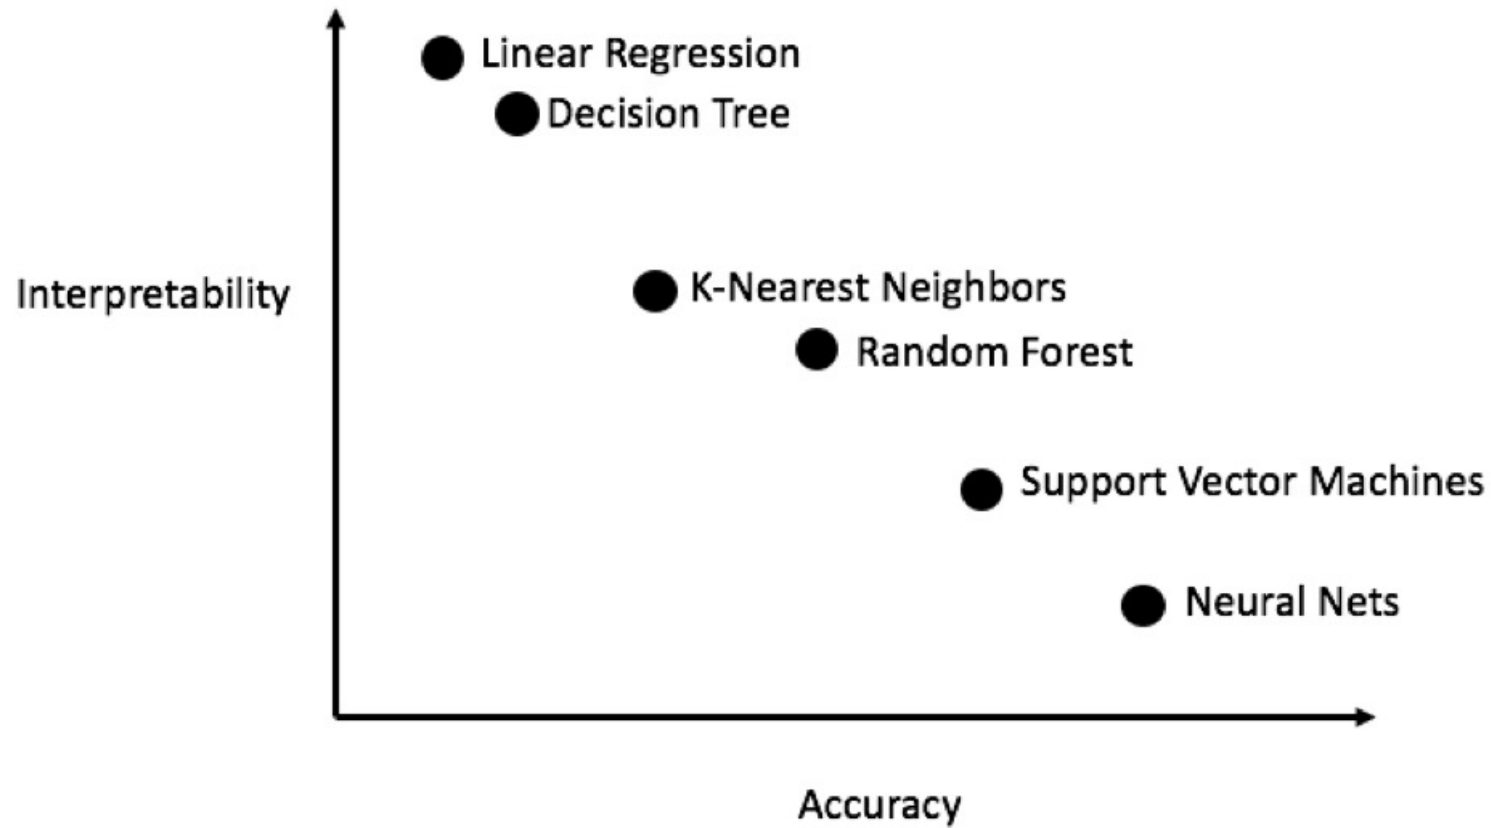 Linear Regression
Decision Tree
Interpretability
K-Nearest Neighbors
Random Forest
Support Vector Machines
Neural Nets
Accuracy